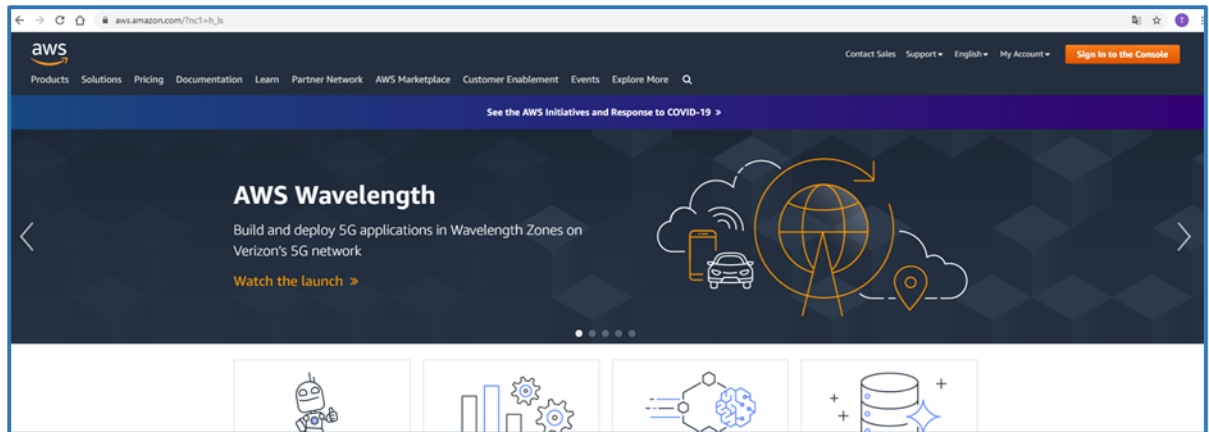 aws.amazon.com/?nc1=h_ls
T
aws
Contact Sales Support English My Account Sign In to the Console
Products Solutions Pricing Documentation Learn Partner Network AWS Marketplace Customer Enablement Events Explore More
See the AWS Initiatives and Response to COVID-19 »
AWS Wavelength
Build and deploy 5G applications in Wavelength Zones on
Verizon's 5G network
Watch the launch »